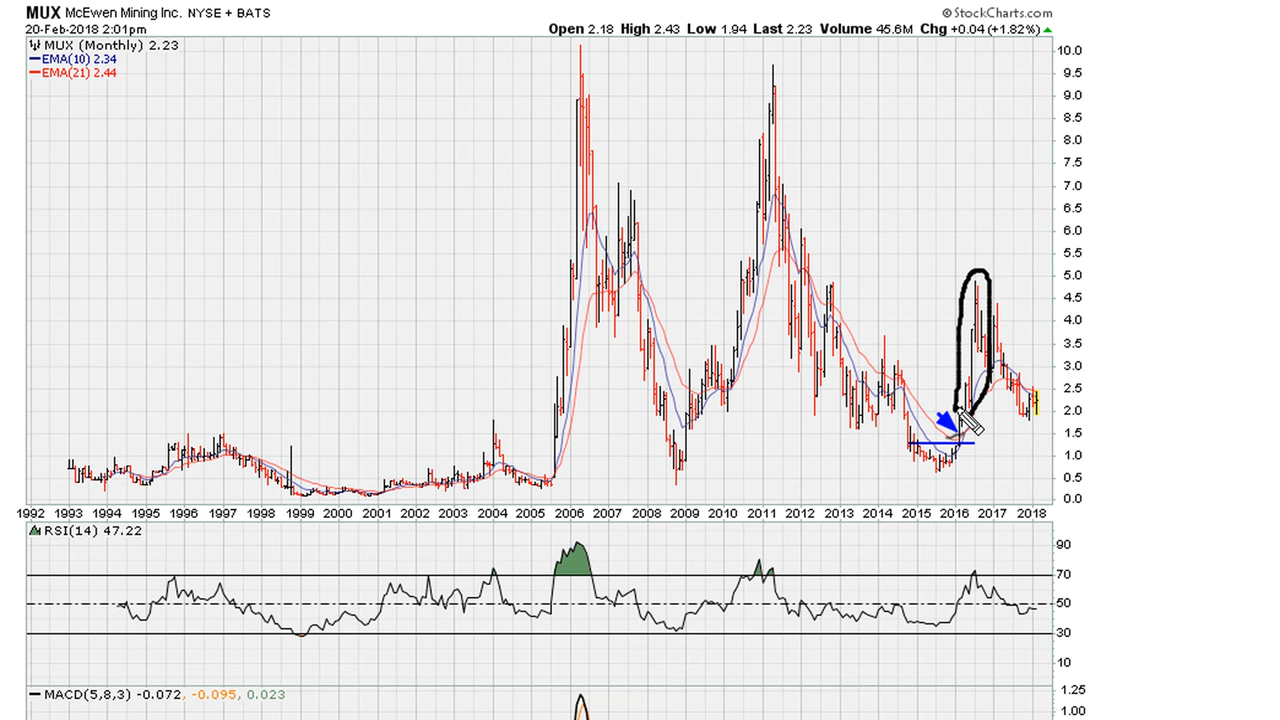 MUX McEwen Mining Inc. NYSE + BATS
© StockCharts.com
20-Feb-2018 2:01pm
Open 2.18 High 2.43 Low 1.94 Last 2.23 Volume 45.6M Chg +0.04 (+1.82%)
MUX (Monthly) 2.23
EMA(10) 2.34
EMA(21) 2.44
10.0
9.5
9.0
8.5
8.0
7.5
7.0
6.5
6.0
5.5
5.0
4.5
4.0
3.5
3.0
2.5
2.0
1.5
1.0
0.5
0.0
1992 1993 1994 1995 1996 1997 1998 1999 2000 2001 2002 2003 2004 2005 2006 2007 2008 2009 2010 2011 2012 2013 2014 2015 2016 2017 2018
RSI(14) 47.22
90
70
50
30
10
MACD(5,8,3) -0.072, -0.095, 0.023
1.25
1.00